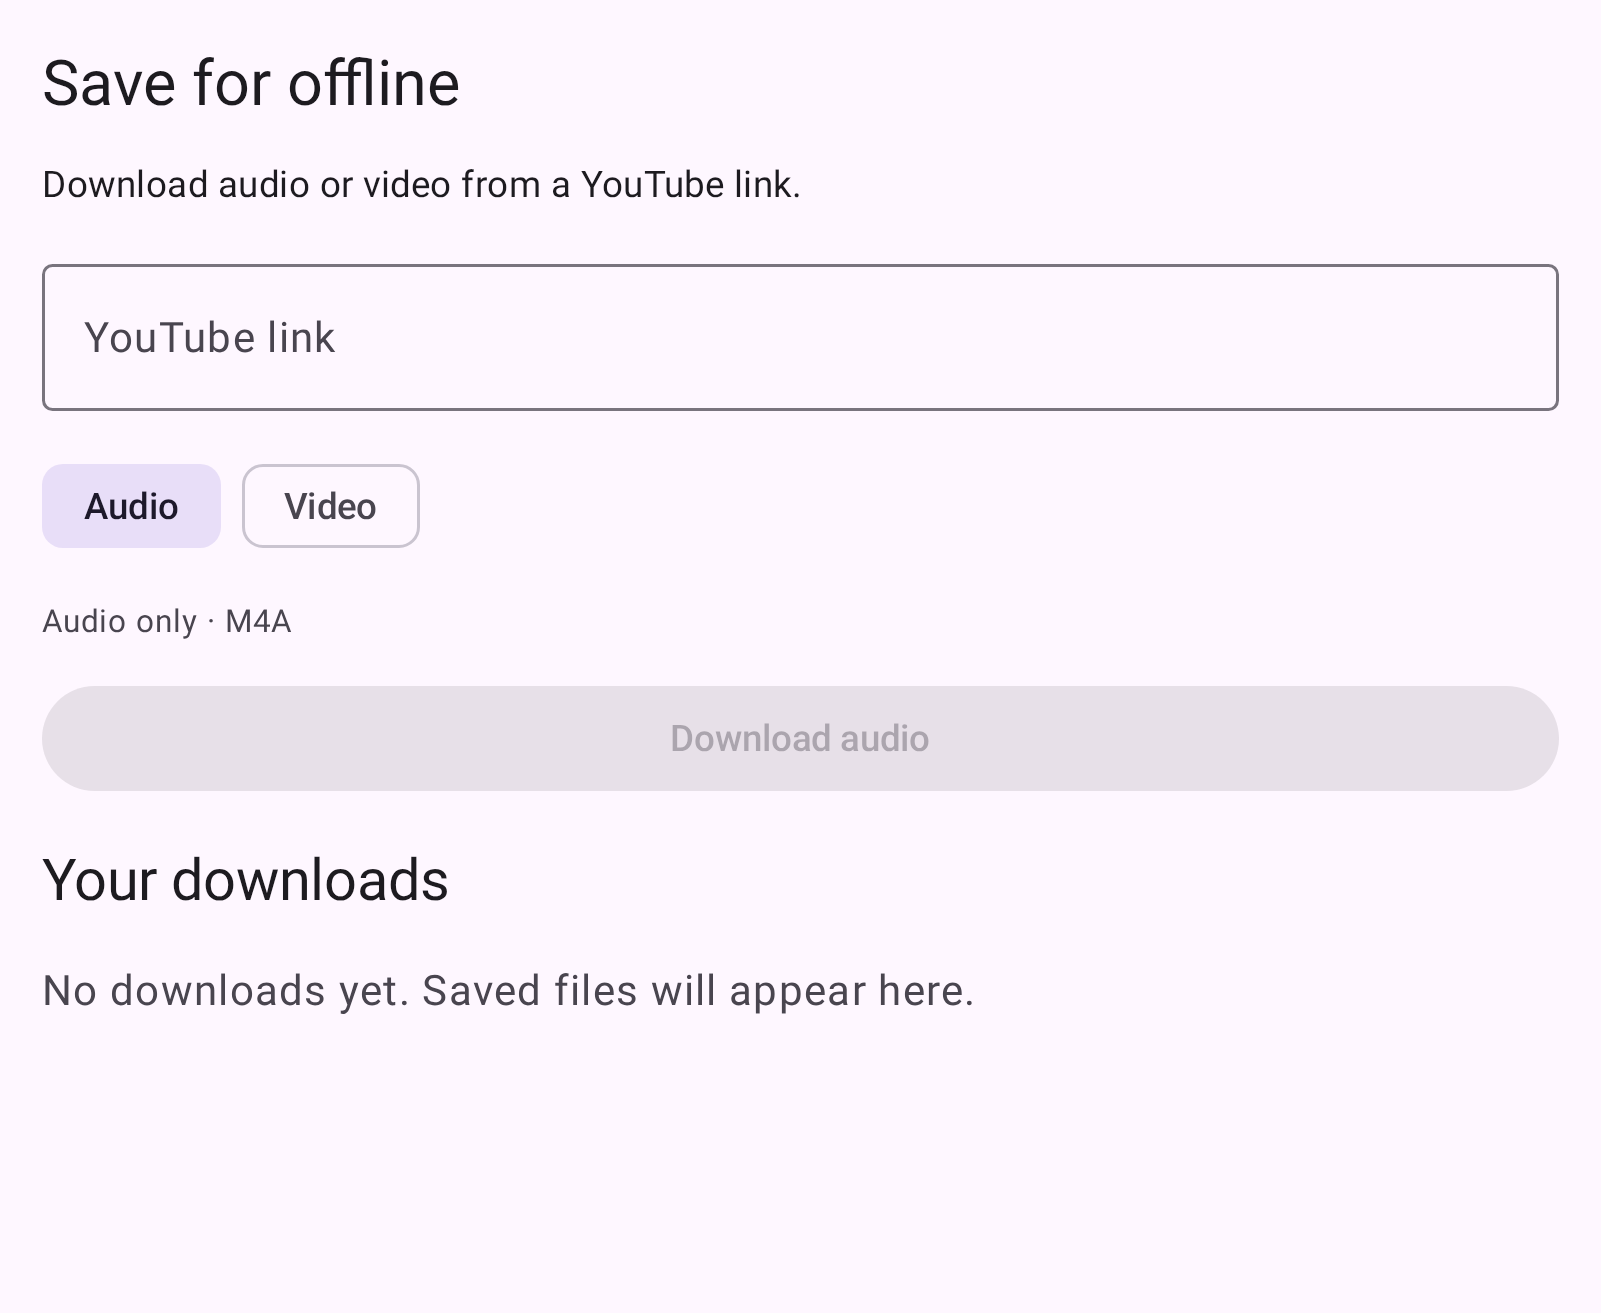 Save for offline
Download audio or video from a YouTube link.
YouTube link
Audio Video
Audio only · M4A
Download audio
Your downloads
No downloads yet. Saved files will appear here.